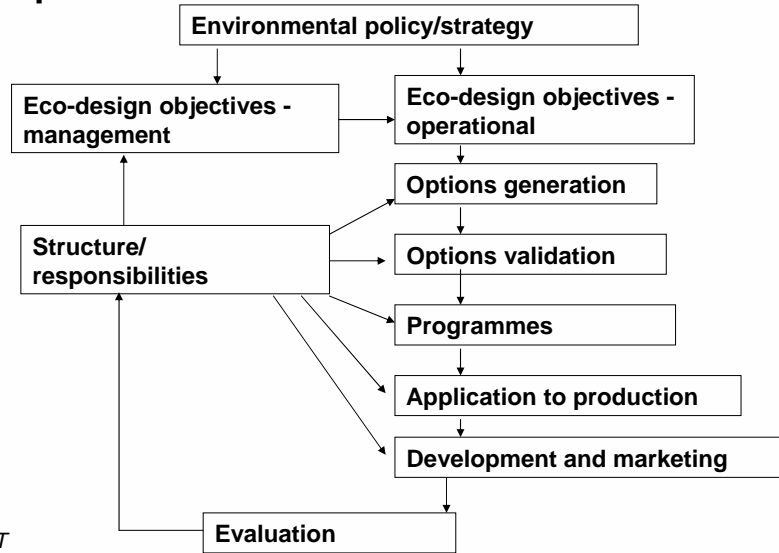 Environmental policy/strategy
Eco-design objectives -
management
Eco-design objectives -
operational
Options generation
Structure/
responsibilities
Options validation
Programmes
Application to production
Development and marketing
Evaluation
T